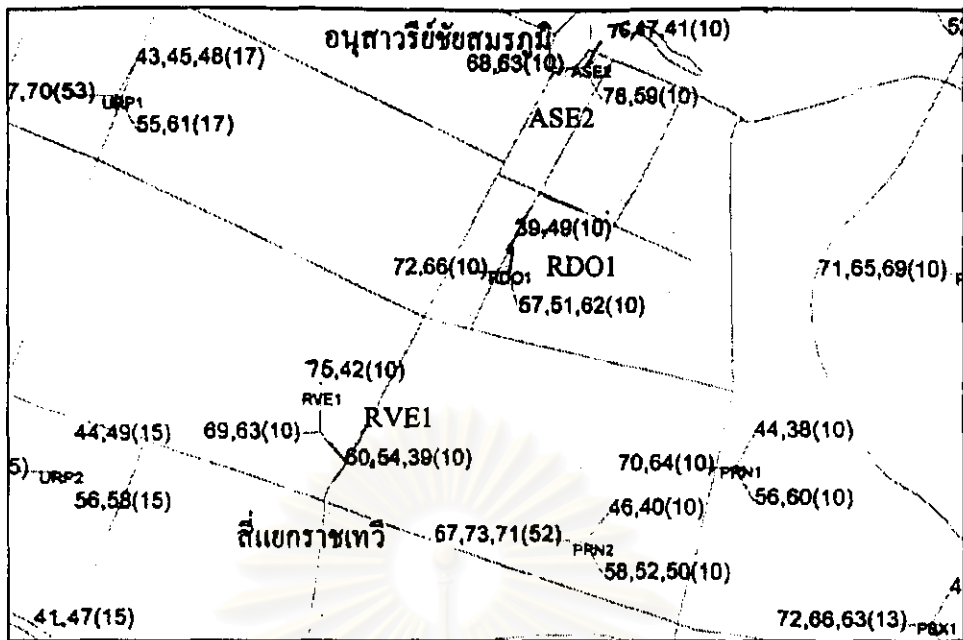 อนุสาวรีย์ชัยสมรภูมิ
76,47,41(10)
43,45,48(17)
68,63(10)
ASE2
7,70(53)
URP1
78,59(10)
55,61(17)
ASE2
39,49(10)
72,66(10)
RDO1
RDO1
71,65,69(10)
57,51,62(10)
75,42(10)
RVE1
RVE1
44,49(15)
69,63(10)
44,38(10)
60,54,39(10)
70,64(10)
PRN1
5)
URP2
56,58(15)
46,40(10)
56,60(10)
สี่แยกราชเทวี
67,73,71(52)
PRN2
58,52,50(10)
41,47(15)
72,66,63(13)
PBX1